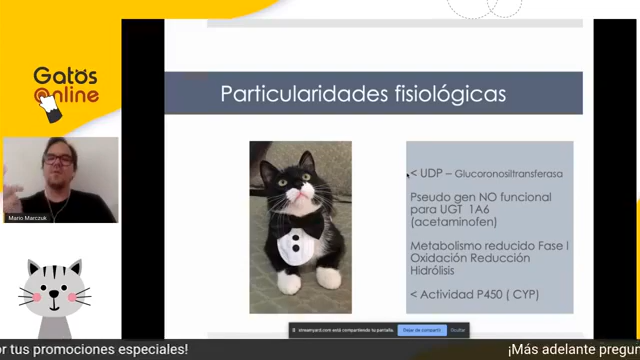 Gatos
Online
Mario Marczuk
Particularidades fisiológicas
< UDP – Glucoronosiltransferasa
Pseudo gen NO funcional
para UGT 1A6
(acetaminofen)
Metabolismo reducido Fase I
Oxidación Reducción
Hidrólisis
< Actividad P450 ( CYP)
streamyard.com está compartiendo tu pantalla.
Dejar de compartir
Ocultar
or tus promociones especiales!
¡Más adelante pregun